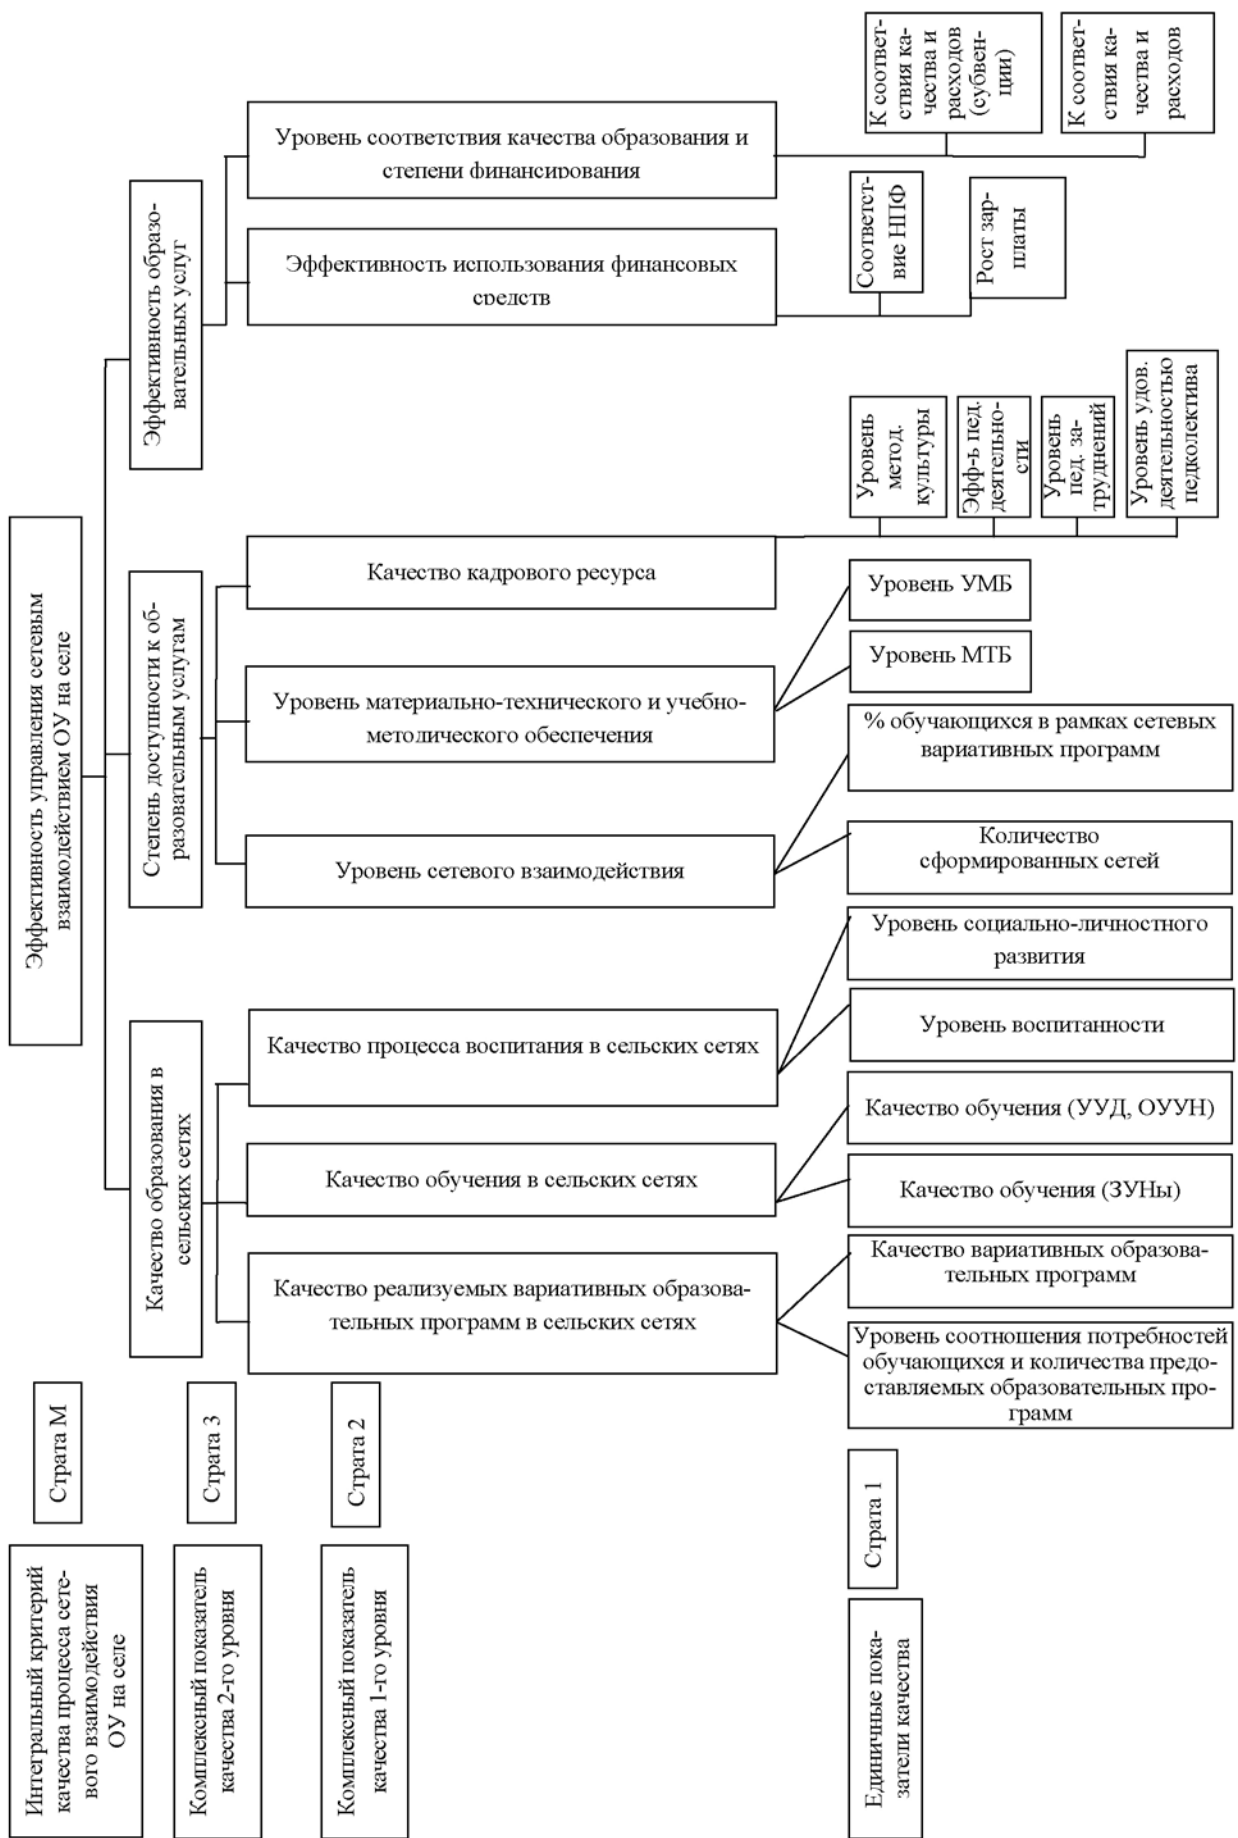 К соответ-
ствия ка-
чества и
расходов
(субвен-
ции)
К соответ-
ствия ка-
чества и
расходов
Уровень соответствия качества образования и
степени финансирования
Соответст-
вие НПФ
Рост зар-
платы
Эффективность использования финансовых
средств
Эффективность образо-
вательных услуг
Уровень
метод.
культуры
Эфф-ь пед.
деятельно-
сти
Уровень
пед. за-
труднений
Уровень удов.
деятельностью
педколектива
Эффективность управления сетевым
взаимодействием ОУ на селе
Степень доступности к об-
разовательным услугам
Качество кадрового ресурса
Уровень УМБ
Уровень МТБ
Уровень материально-технического и учебно-
методического обеспечения
% обучающихся в рамках сетевых
вариативных программ
Уровень сетевого взаимодействия
Количество
сформированных сетей
Уровень социально-личностного
развития
Качество образования в
сельских сетях
Качество процесса воспитания в сельских сетях
Уровень воспитанности
Качество обучения (УУД, ОУУН)
Качество обучения в сельских сетях
Качество обучения (ЗУНы)
Качество вариативных образова-
тельных программ
Качество реализуемых вариативных образова-
тельных программ в сельских сетях
Уровень соотношения потребностей
обучающихся и количества предо-
ставляемых образовательных про-
грамм
Страта М
Страта 3
Страта 2
Страта 1
Интегральный критерий
качества процесса сете-
вого взаимодействия
ОУ на селе
Комплексный показатель
качества 2-го уровня
Комплексный показатель
качества 1-го уровня
Единичные пока-
затели качества